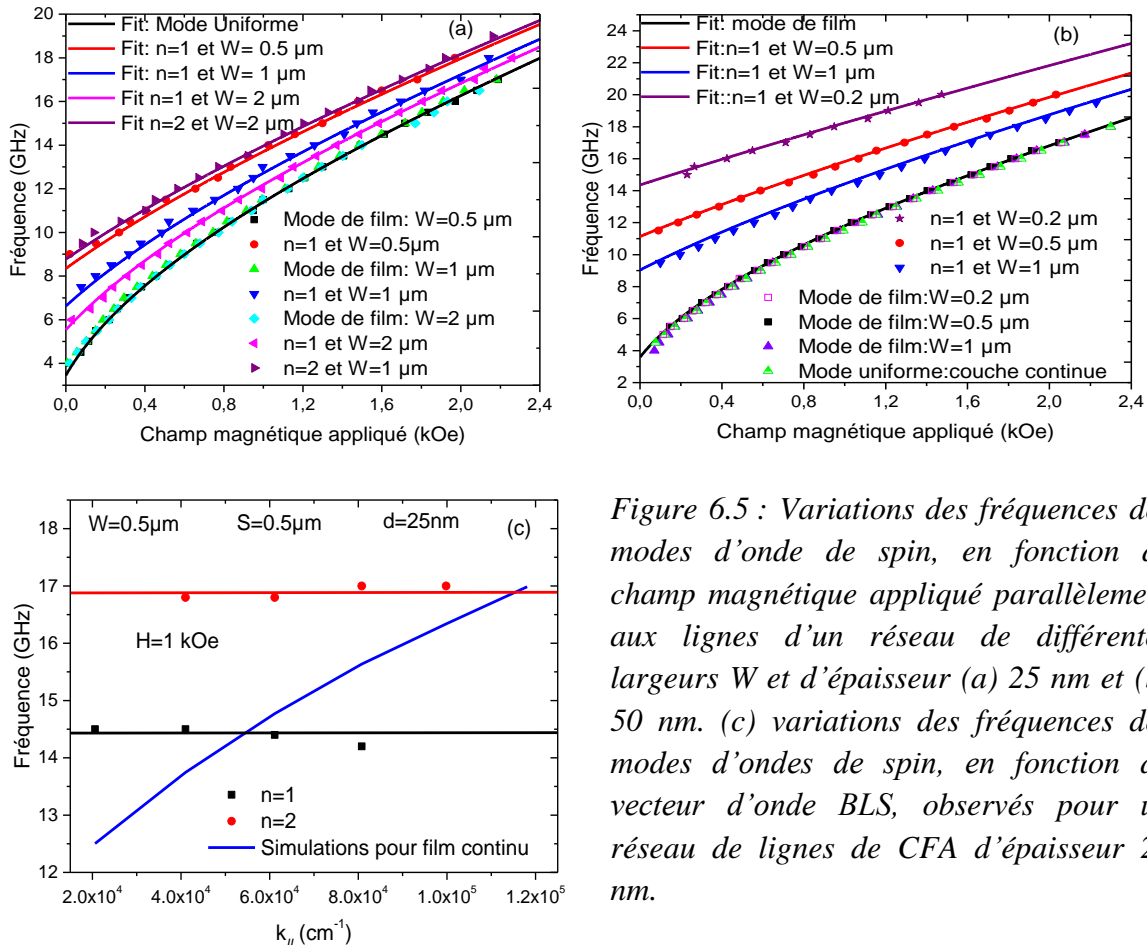 Fit: Mode Uniforme
Fit: n=1 et W= 0.5 µm
Fit: n=1 et W= 1 µm
Fit n=1 et W= 2 µm
Fit n=2 et W=2 µm
(a)
Mode de film: W=0.5 µm
n=1 et W=0.5µm
Mode de film: W=1 µm
n=1 et W=1 µm
Mode de film: W=2 µm
n=1 et W=2 µm
n=2 et W=1 µm
20
18
16
14
12
10
8
6
4
Fréquence (GHz)
0,0 0,4 0,8 1,2 1,6 2,0 2,4
Champ magnétique appliqué (kOe)
Fit: mode de film
Fit:n=1 et W=0.5 µm
Fit:n=1 et W=1 µm
Fit::n=1 et W=0.2 µm
(b)
n=1 et W=0.2 µm
n=1 et W=0.5 µm
n=1 et W=1 µm
Mode de film:W=0.2 µm
Mode de film:W=0.5 µm
Mode de film:W=1 µm
Mode uniforme:couche continue
24
22
20
18
16
14
12
10
8
6
4
2
Fréquence (GHz)
0,0 0,4 0,8 1,2 1,6 2,0 2,4
Champ magnétique appliqué (kOe)
W=0.5µm S=0.5µm d=25nm (c)
H=1 kOe
n=1
n=2
Simulations pour film continu
18
17
16
15
14
13
12
Fréquence (GHz)
2.0x10⁴ 4.0x10⁴ 6.0x10⁴ 8.0x10⁴ 1.0x10⁵ 1.2x10⁵
k// (cm⁻¹)
Figure 6.5 : Variations des fréquences de
modes d'onde de spin, en fonction d
champ magnétique appliqué parallèleme
aux lignes d'un réseau de différente
largeurs W et d'épaisseur (a) 25 nm et (
50 nm. (c) variations des fréquences de
modes d'ondes de spin, en fonction d
vecteur d'onde BLS, observés pour u
réseau de lignes de CFA d'épaisseur 2
nm.